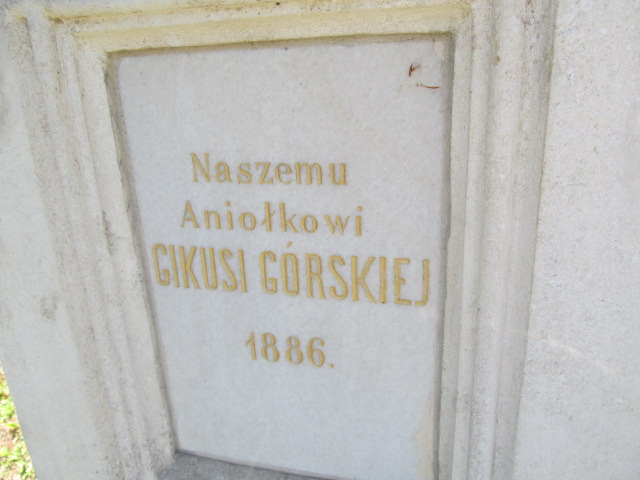 Naszemu
Aniołkowi
GIKUSI GÓRSKIEJ
1886.